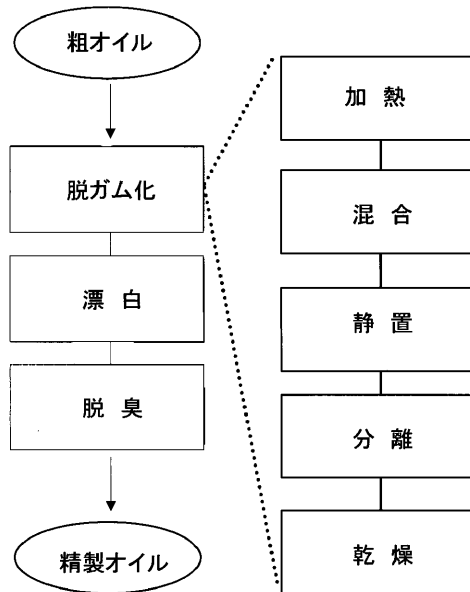 粗オイル
脱ガム化
漂白
脱臭
精製オイル
加熱
混合
静置
分離
乾燥